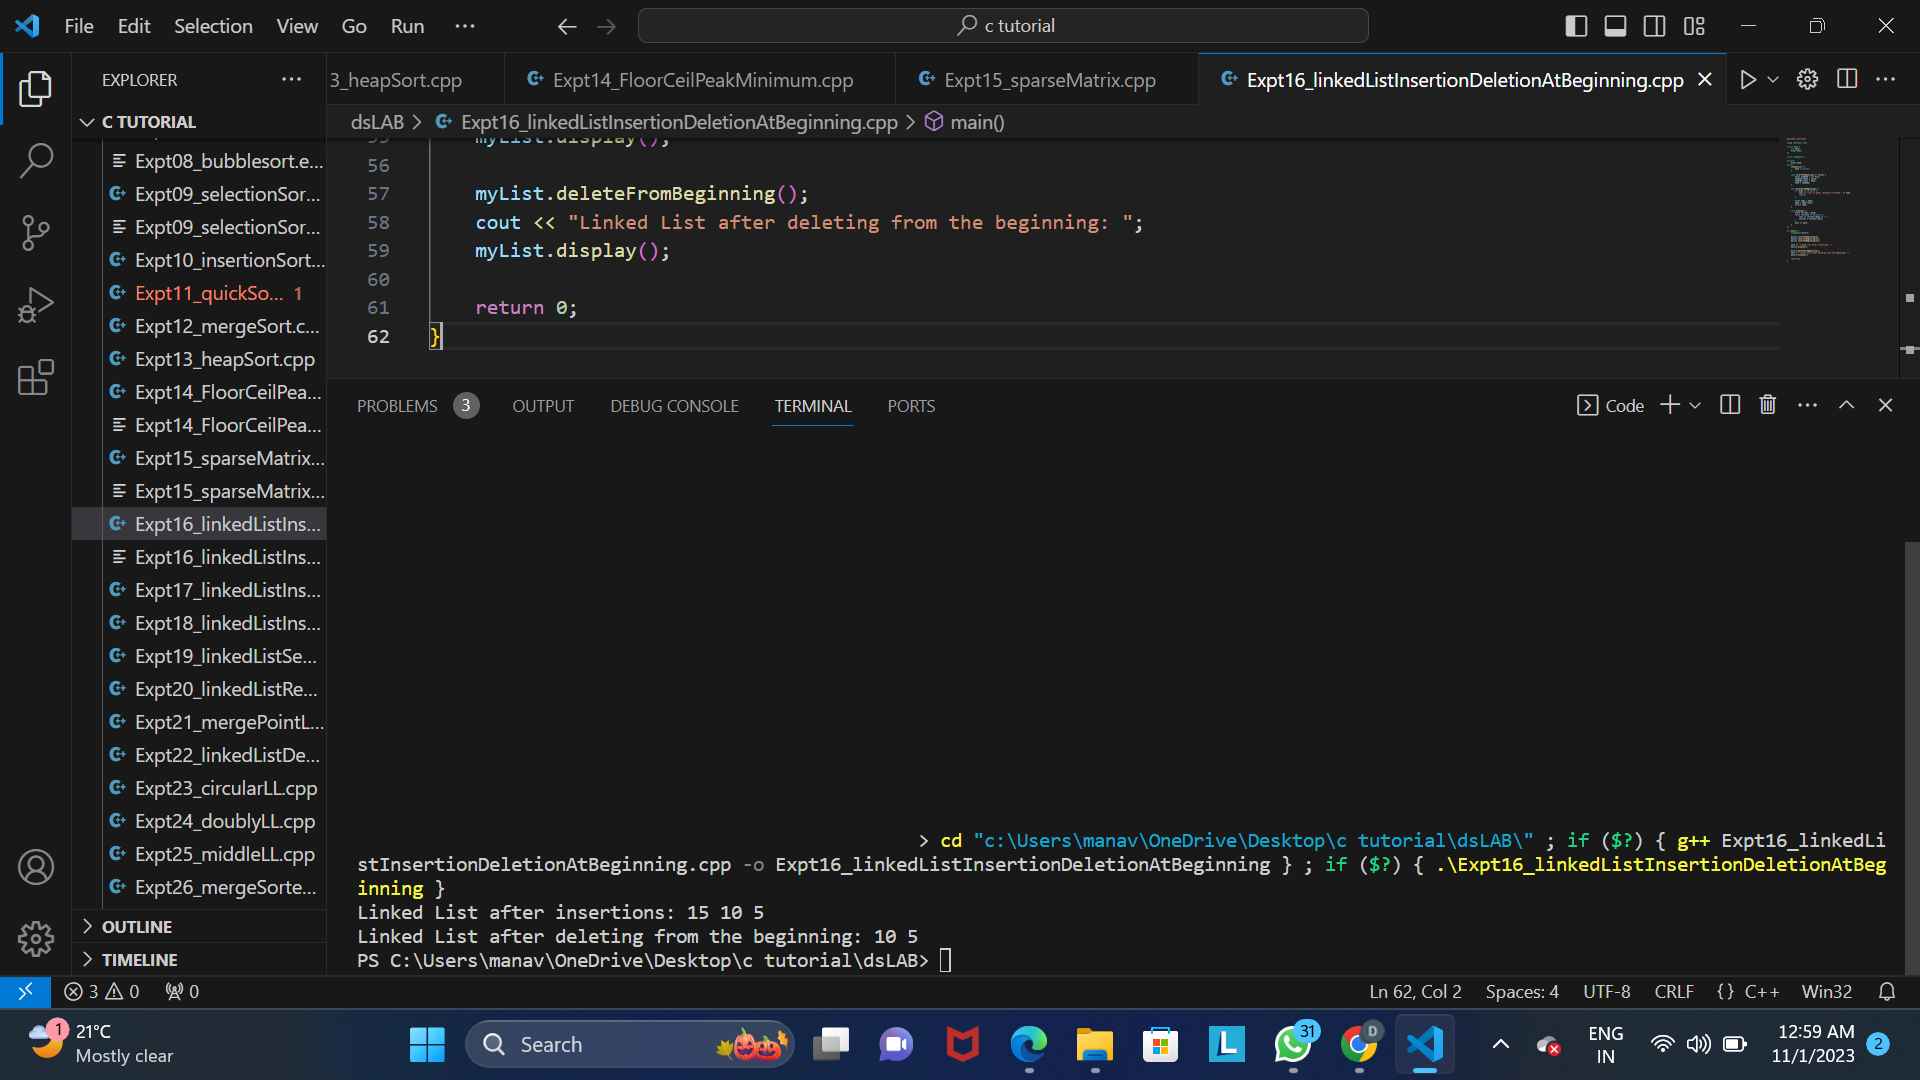 File Edit Selection View Go Run ···
c tutorial
EXPLORER
3_heapSort.cpp
Expt14_FloorCeilPeakMinimum.cpp
Expt15_sparseMatrix.cpp
Expt16_linkedListInsertionDeletionAtBeginning.cpp
C TUTORIAL
dsLAB > Expt16_linkedListInsertionDeletionAtBeginning.cpp > main()
Expt08_bubblesort.e...
Expt09_selectionSor...
Expt09_selectionSor...
Expt10_insertionSort...
Expt11_quickSo... 1
Expt12_mergeSort.c...
Expt13_heapSort.cpp
Expt14_FloorCeilPea...
Expt14_FloorCeilPea...
Expt15_sparseMatrix...
Expt15_sparseMatrix...
Expt16_linkedListIns...
Expt16_linkedListIns...
Expt17_linkedListIns...
Expt18_linkedListIns...
Expt19_linkedListSe...
Expt20_linkedListRe...
Expt21_mergePointL...
Expt22_linkedListDe...
Expt23_circularLL.cpp
Expt24_doublyLL.cpp
Expt25_middleLL.cpp
Expt26_mergeSorte...
OUTLINE
TIMELINE
55 myList.display();
56
57 myList.deleteFromBeginning();
58 cout << "Linked List after deleting from the beginning: ";
59 myList.display();
60
61 return 0;
62 }
PROBLEMS 3 OUTPUT DEBUG CONSOLE TERMINAL PORTS
Code
> cd "c:\Users\manav\OneDrive\Desktop\c tutorial\dsLAB\" ; if ($?) { g++ Expt16_linkedLi
stInsertionDeletionAtBeginning.cpp -o Expt16_linkedListInsertionDeletionAtBeginning } ; if ($?) { .\Expt16_linkedListInsertionDeletionAtBeg
inning }
Linked List after insertions: 15 10 5
Linked List after deleting from the beginning: 10 5
PS C:\Users\manav\OneDrive\Desktop\c tutorial\dsLAB>
3 0 0
Ln 62, Col 2 Spaces: 4 UTF-8 CRLF {} C++ Win32
1 21°C
Mostly clear
Search
L
31
D
ENG
IN
12:59 AM
11/1/2023
2